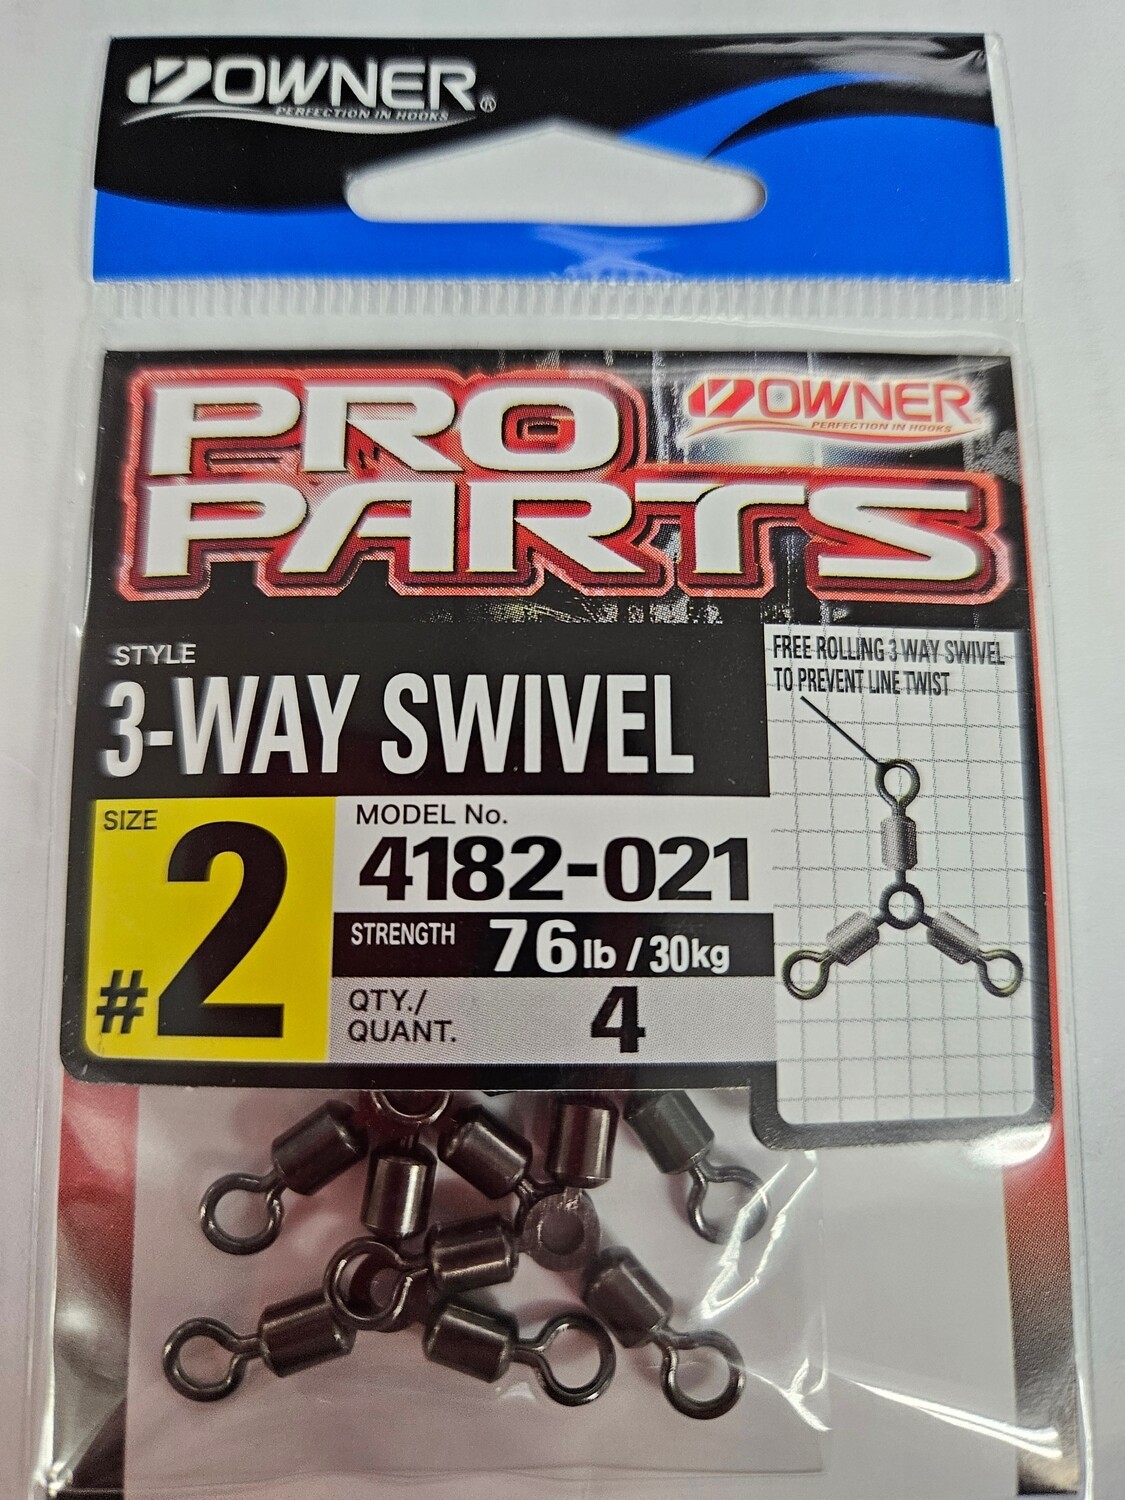 OWNER®
PERFECTION IN HOOKS
PRO
PARTS
OWNER
PERFECTION IN HOOKS
STYLE
3-WAY SWIVEL
FREE ROLLING 3 WAY SWIVEL
TO PREVENT LINE TWIST
SIZE
#2
MODEL No.
4182-021
STRENGTH 76lb / 30kg
QTY./
QUANT. 4